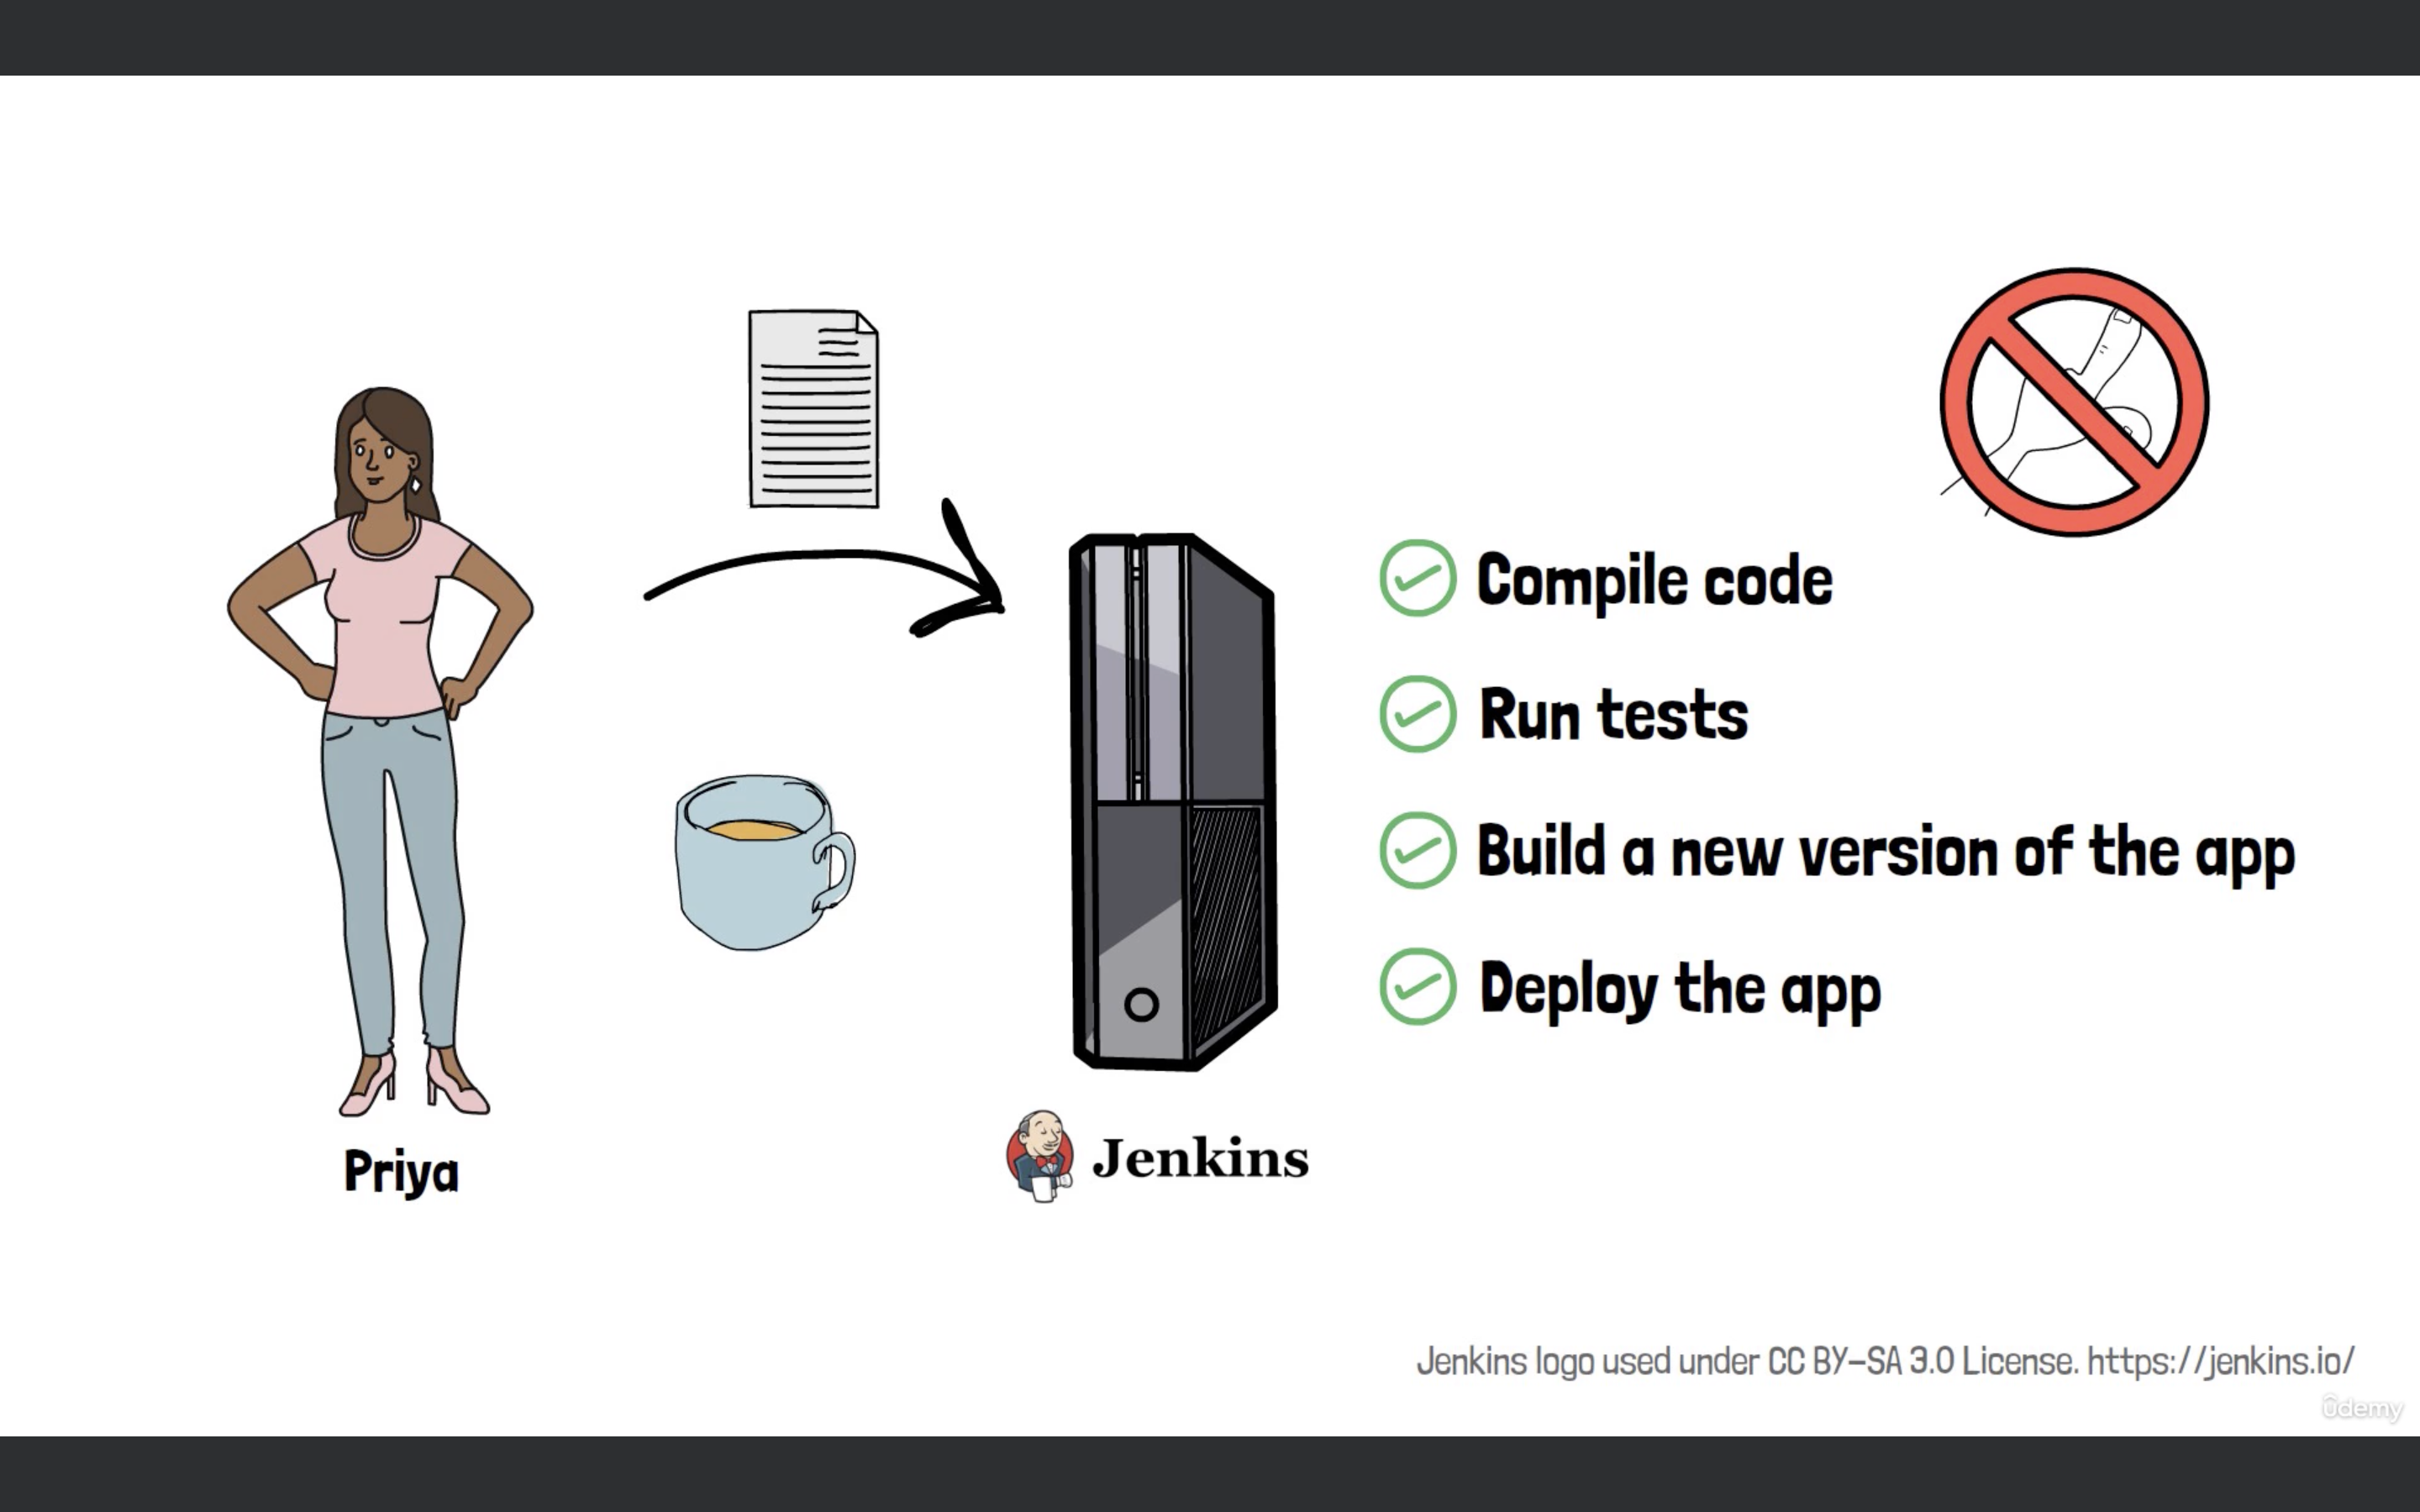 Compile code
Run tests
Build a new version of the app
Deploy the app
Priya
Jenkins
Jenkins logo used under CC BY-SA 3.0 License. https://jenkins.io/
ûdemy